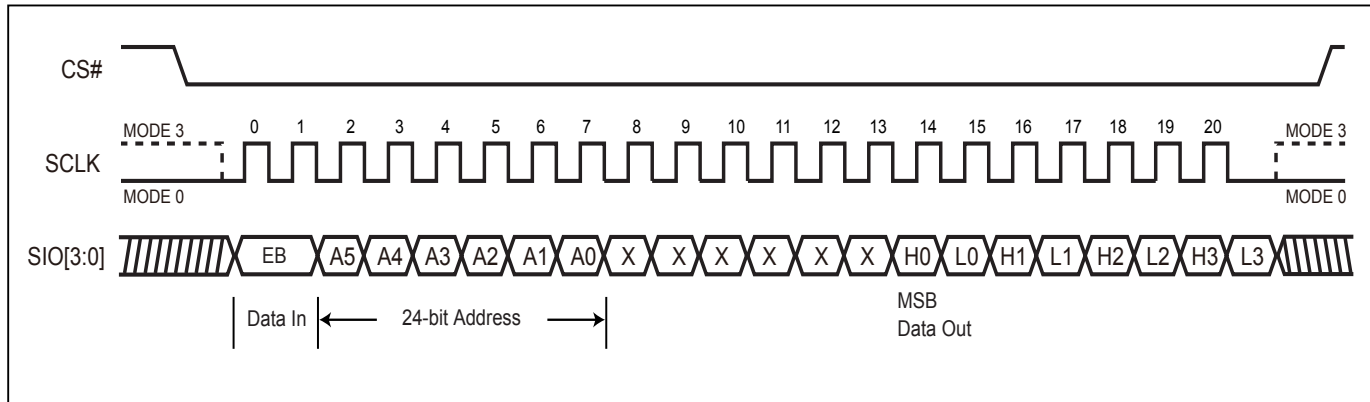 CS#
MODE 3
0 1 2 3 4 5 6 7 8 9 10 11 12 13 14 15 16 17 18 19 20
MODE 3
SCLK
MODE 0
MODE 0
SIO[3:0]
EB A5 A4 A3 A2 A1 A0 X X X X X X H0 L0 H1 L1 H2 L2 H3 L3
Data In
24-bit Address
MSB
Data Out